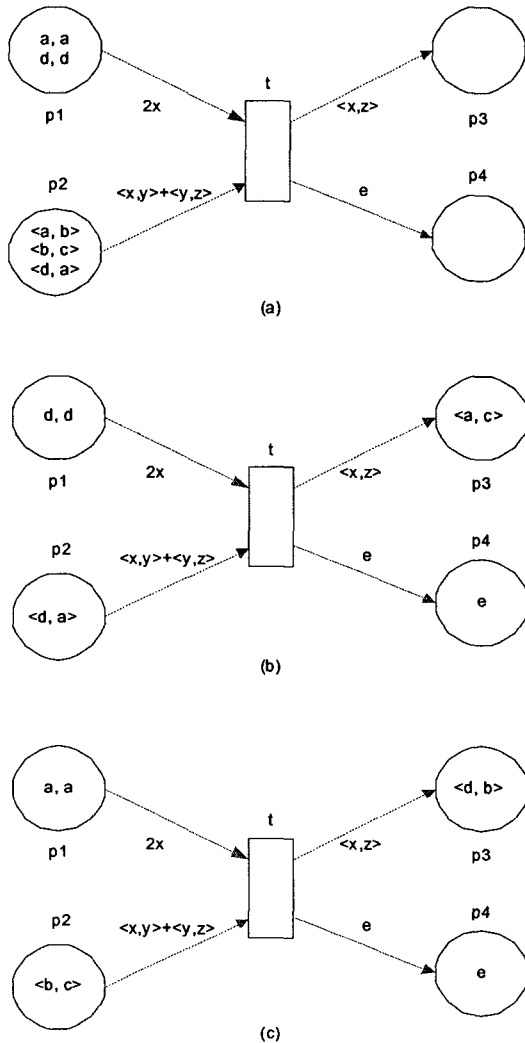 a, a
d, d
t
2x
<x,z>
p1
p3
p2
p4
<x,y>+<y,z>
e
<a, b>
<b, c>
<d, a>
(a)
d, d
<a, c>
t
2x
<x,z>
p1
p3
p2
p4
<x,y>+<y,z>
e
<d, a>
e
(b)
a, a
<d, b>
t
2x
<x,z>
p1
p3
p2
p4
<x,y>+<y,z>
e
<b, c>
e
(c)